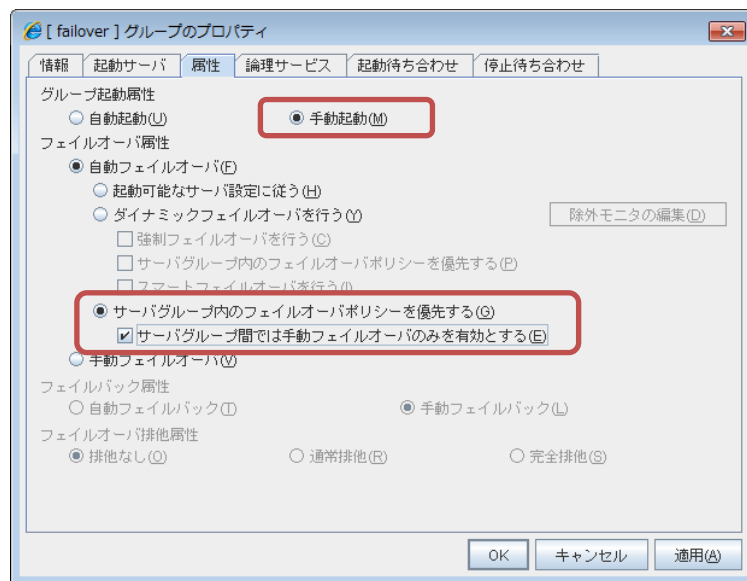 [ failover ] グループのプロパティ
情報 起動サーバ 属性 論理サービス 起動待ち合わせ 停止待ち合わせ
グループ起動属性
自動起動(U) 手動起動(M)
フェイルオーバ属性
自動フェイルオーバ(F)
起動可能なサーバ設定に従う(H)
ダイナミックフェイルオーバを行う(Y) 除外モニタの編集(D)
強制フェイルオーバを行う(C)
サーバグループ内のフェイルオーバポリシーを優先する(P)
スマートフェイルオーバを行う(I)
サーバグループ内のフェイルオーバポリシーを優先する(G)
サーバグループ間では手動フェイルオーバのみを有効とする(E)
手動フェイルオーバ(V)
フェイルバック属性
自動フェイルバック(T) 手動フェイルバック(L)
フェイルオーバ排他属性
排他なし(O) 通常排他(R) 完全排他(S)
OK キャンセル 適用(A)